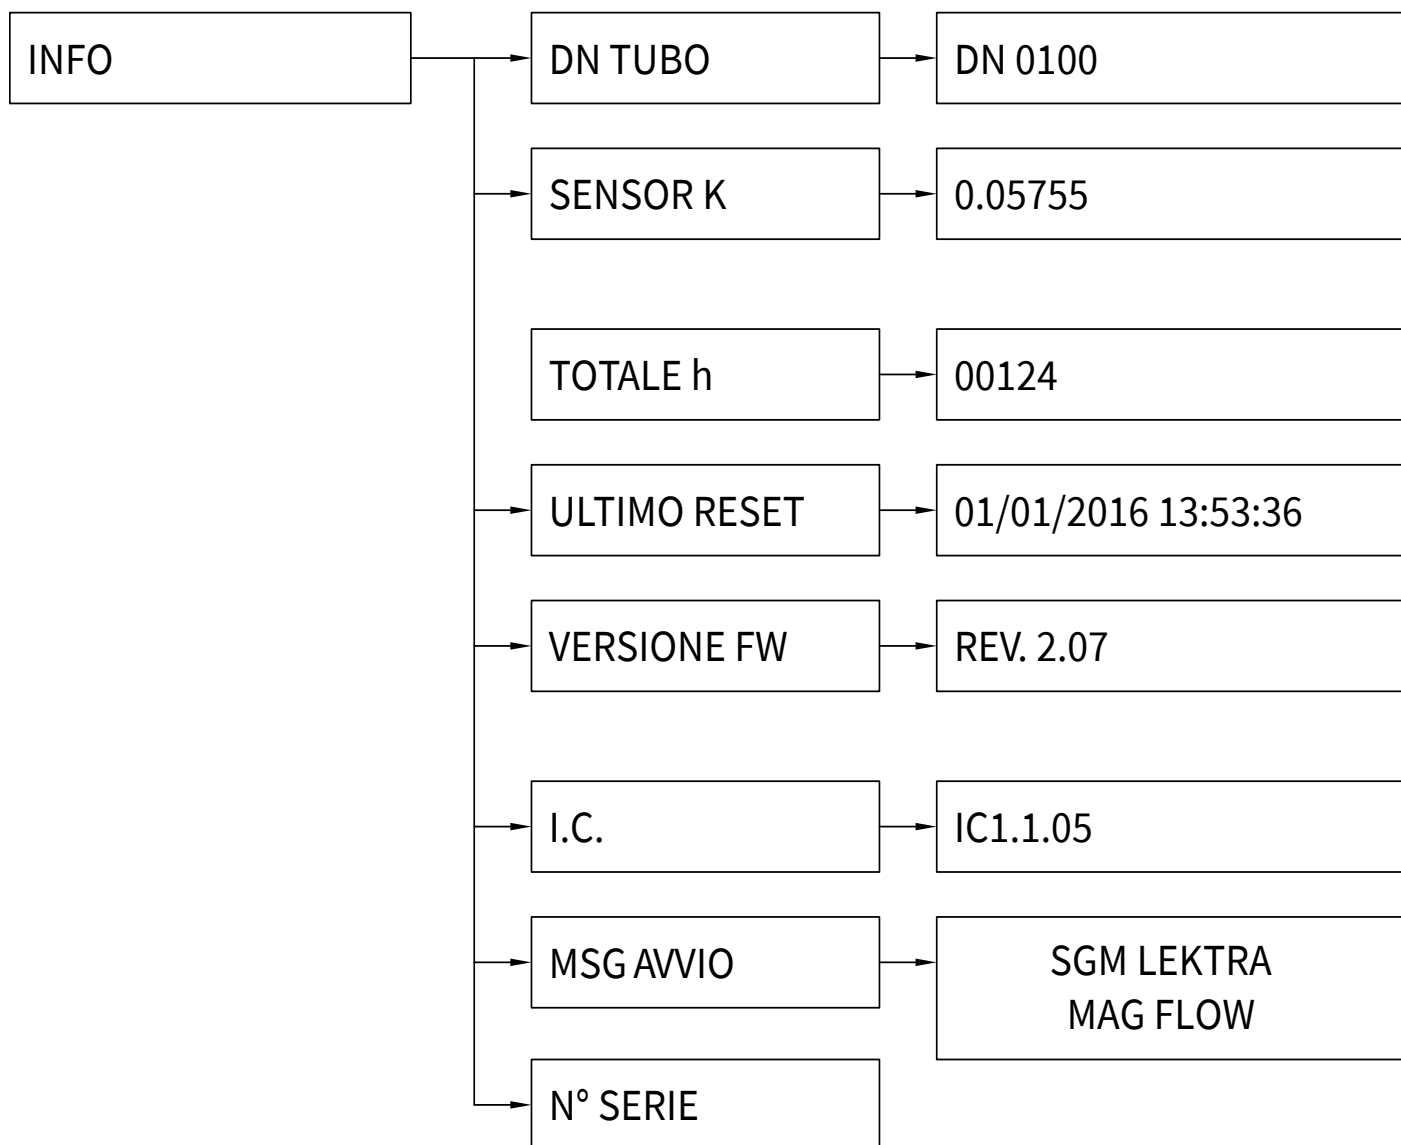 INFO
DN TUBO
DN 0100
SENSOR K
0.05755
TOTALE h
00124
ULTIMO RESET
01/01/2016 13:53:36
VERSIONE FW
REV. 2.07
I.C.
IC1.1.05
MSG AVVIO
SGM LEKTRA
MAG FLOW
N° SERIE